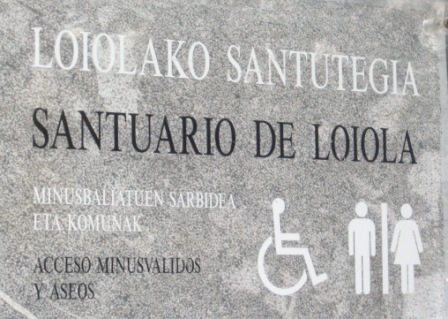 LOIOLAKO SANTUTEGIA
SANTUARIO DE LOIOLA
MINUSBALIATUEN SARBIDEA
ETA KOMUNAK
ACCESO MINUSVALIDOS
Y ASEOS